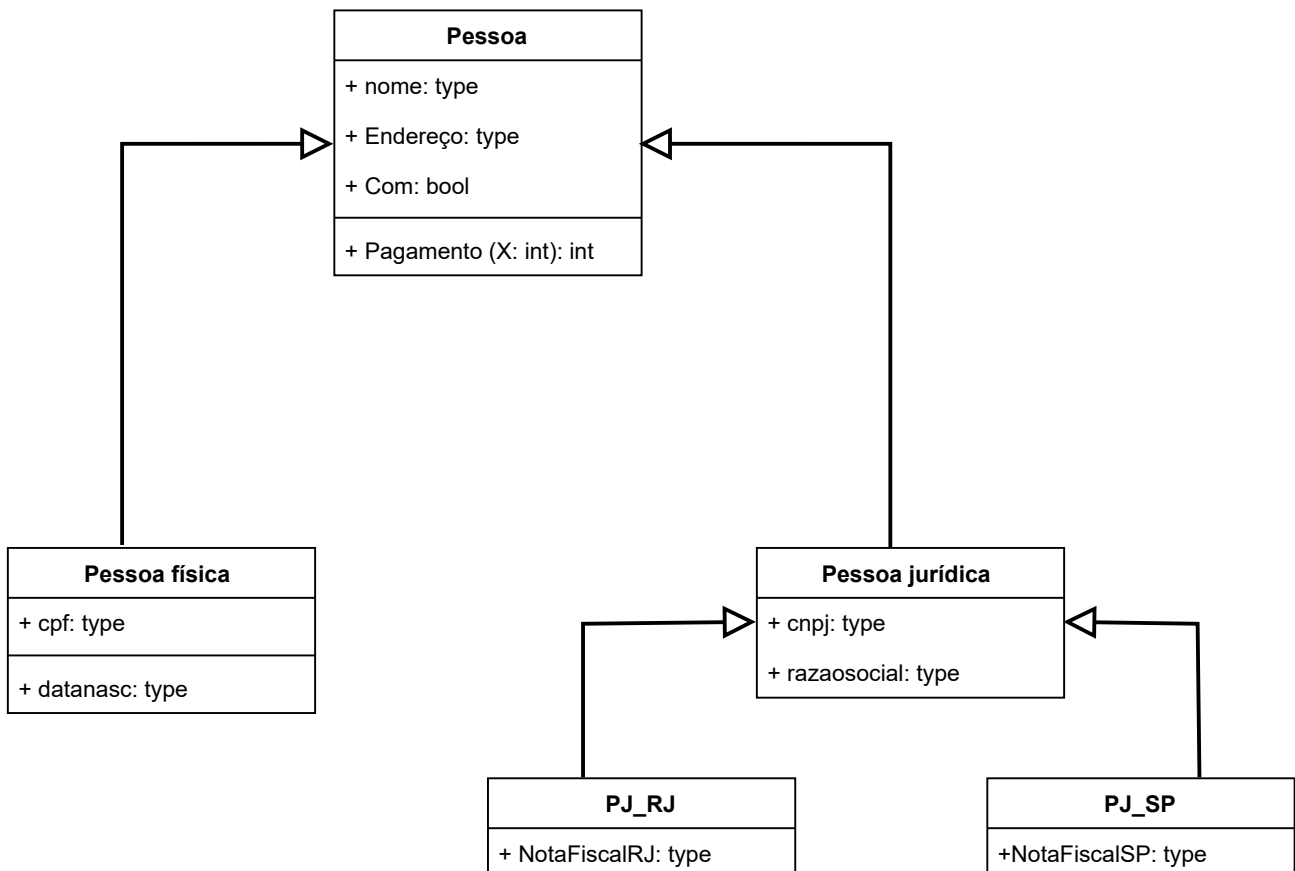 Pessoa
+ nome: type
+ Endereço: type
+ Com: bool
+ Pagamento (X: int): int
Pessoa física
+ cpf: type
+ datanasc: type
Pessoa jurídica
+ cnpj: type
+ razaosocial: type
PJ_RJ
+ NotaFiscalRJ: type
PJ_SP
+NotaFiscalSP: type